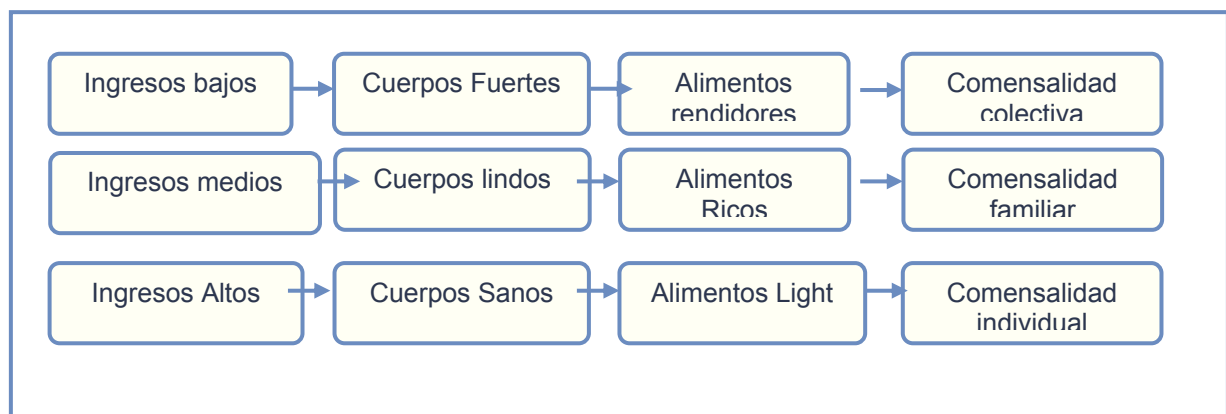 Ingresos bajos
Cuerpos Fuertes
Alimentos
rendidores
Comensalidad
colectiva
Ingresos medios
Cuerpos lindos
Alimentos
Ricos
Comensalidad
familiar
Ingresos Altos
Cuerpos Sanos
Alimentos Light
Comensalidad
individual